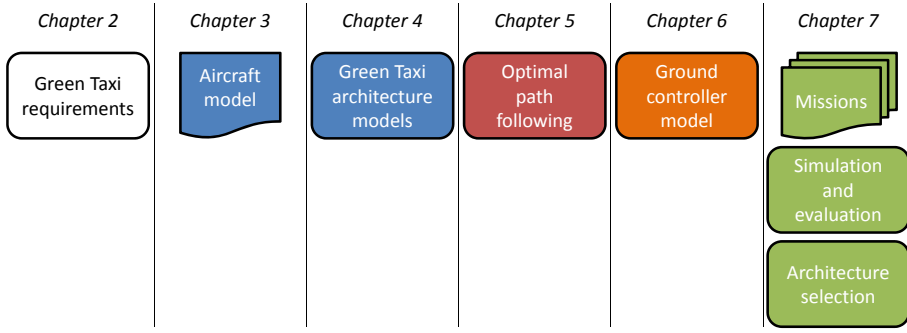 Chapter 2
Green Taxi
requirements
Chapter 3
Aircraft
model
Chapter 4
Green Taxi
architecture
models
Chapter 5
Optimal
path
following
Chapter 6
Ground
controller
model
Chapter 7
Missions
Simulation
and
evaluation
Architecture
selection